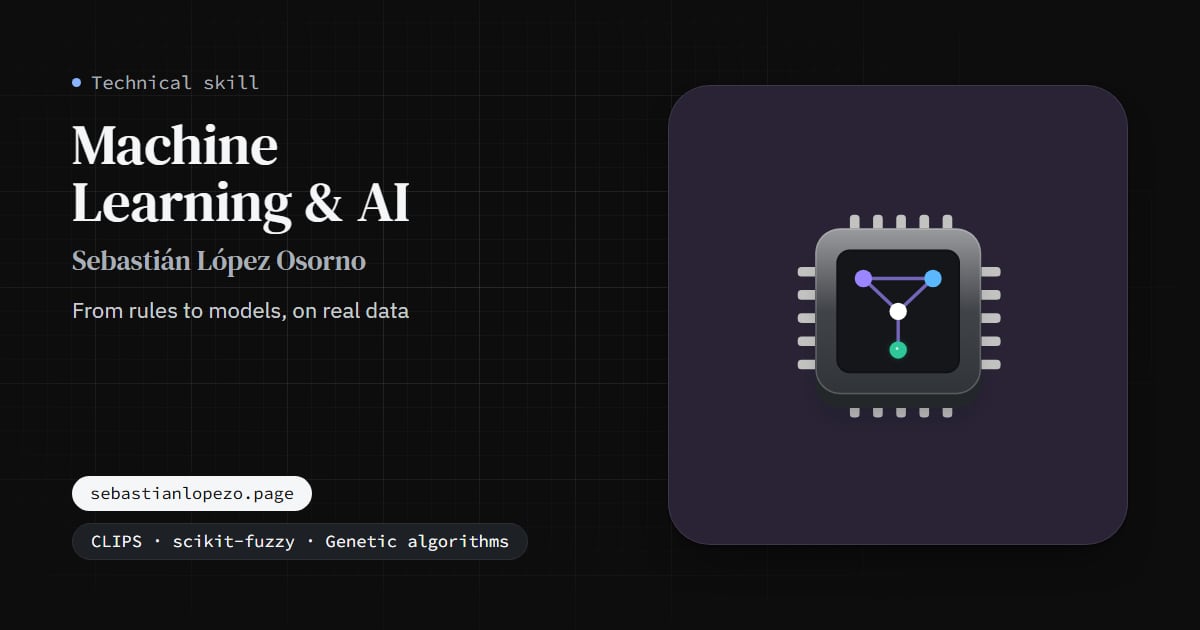 Technical skill
Machine
Learning & AI
Sebastián López Osorno
From rules to models, on real data
sebastianlopezo.page
CLIPS · scikit-fuzzy · Genetic algorithms